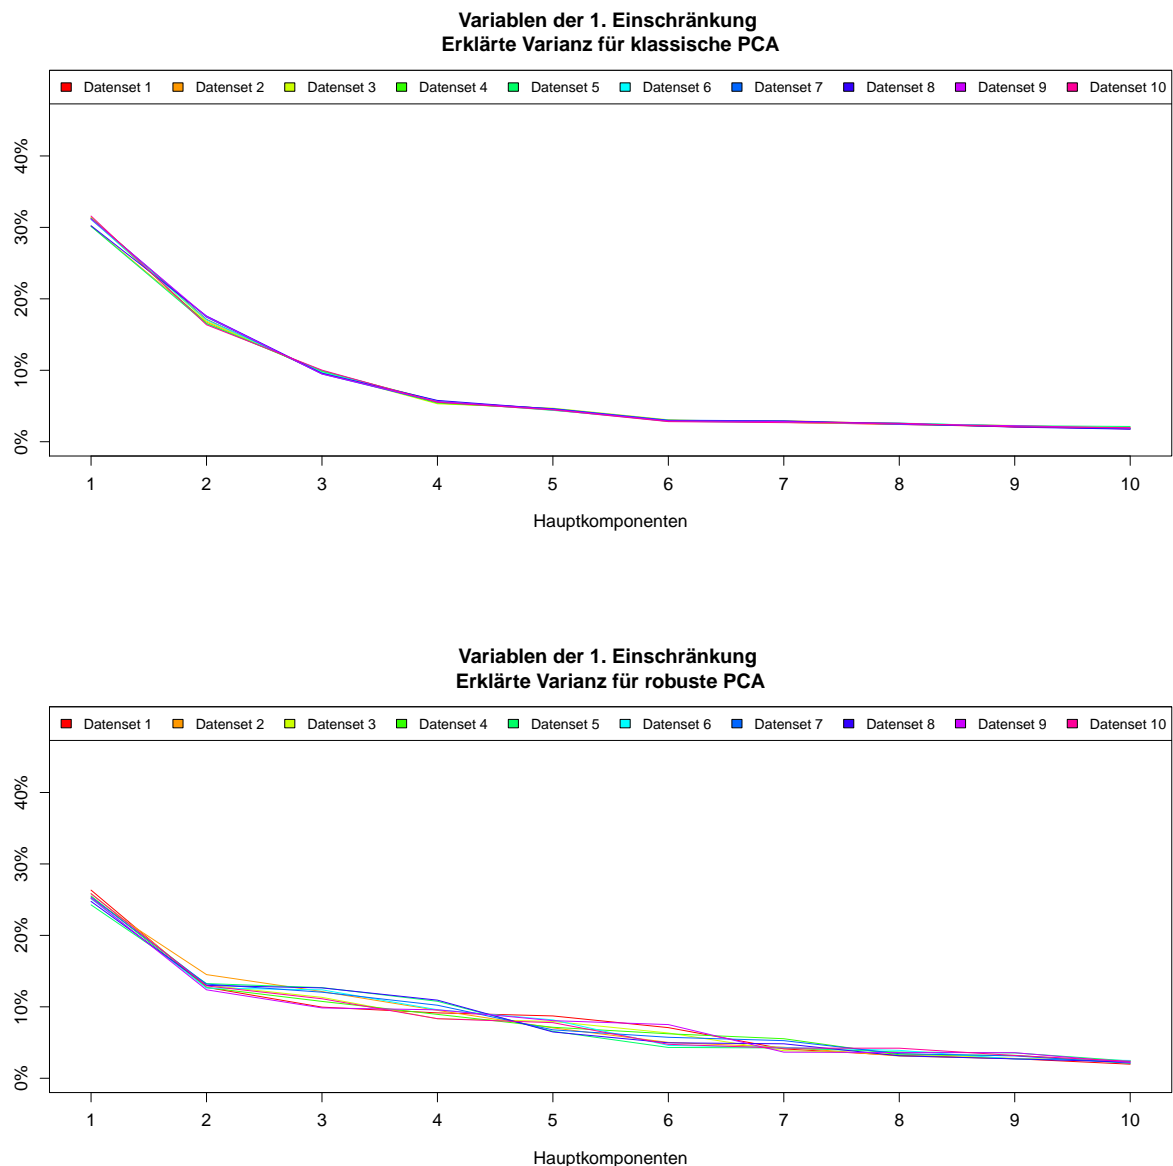 Variablen der 1. Einschränkung
Erklärte Varianz für klassische PCA
Datenset 1 Datenset 2 Datenset 3 Datenset 4 Datenset 5 Datenset 6 Datenset 7 Datenset 8 Datenset 9 Datenset 10
40%
30%
20%
10%
0%
1 2 3 4 5 6 7 8 9 10
Hauptkomponenten
Variablen der 1. Einschränkung
Erklärte Varianz für robuste PCA
Datenset 1 Datenset 2 Datenset 3 Datenset 4 Datenset 5 Datenset 6 Datenset 7 Datenset 8 Datenset 9 Datenset 10
40%
30%
20%
10%
0%
1 2 3 4 5 6 7 8 9 10
Hauptkomponenten